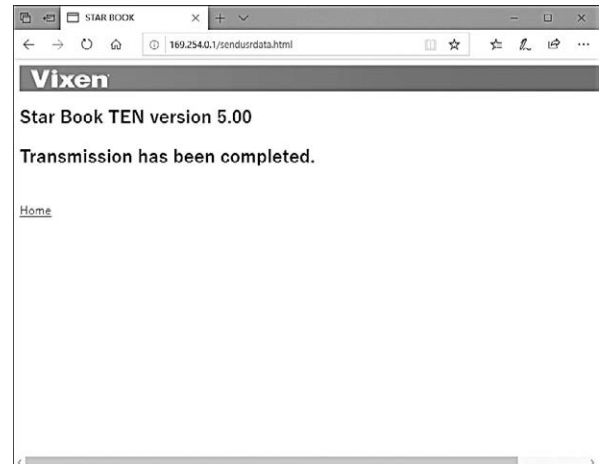 STAR BOOK
169.254.0.1/sendusrdata.html
Vixen
Star Book TEN version 5.00
Transmission has been completed.
Home